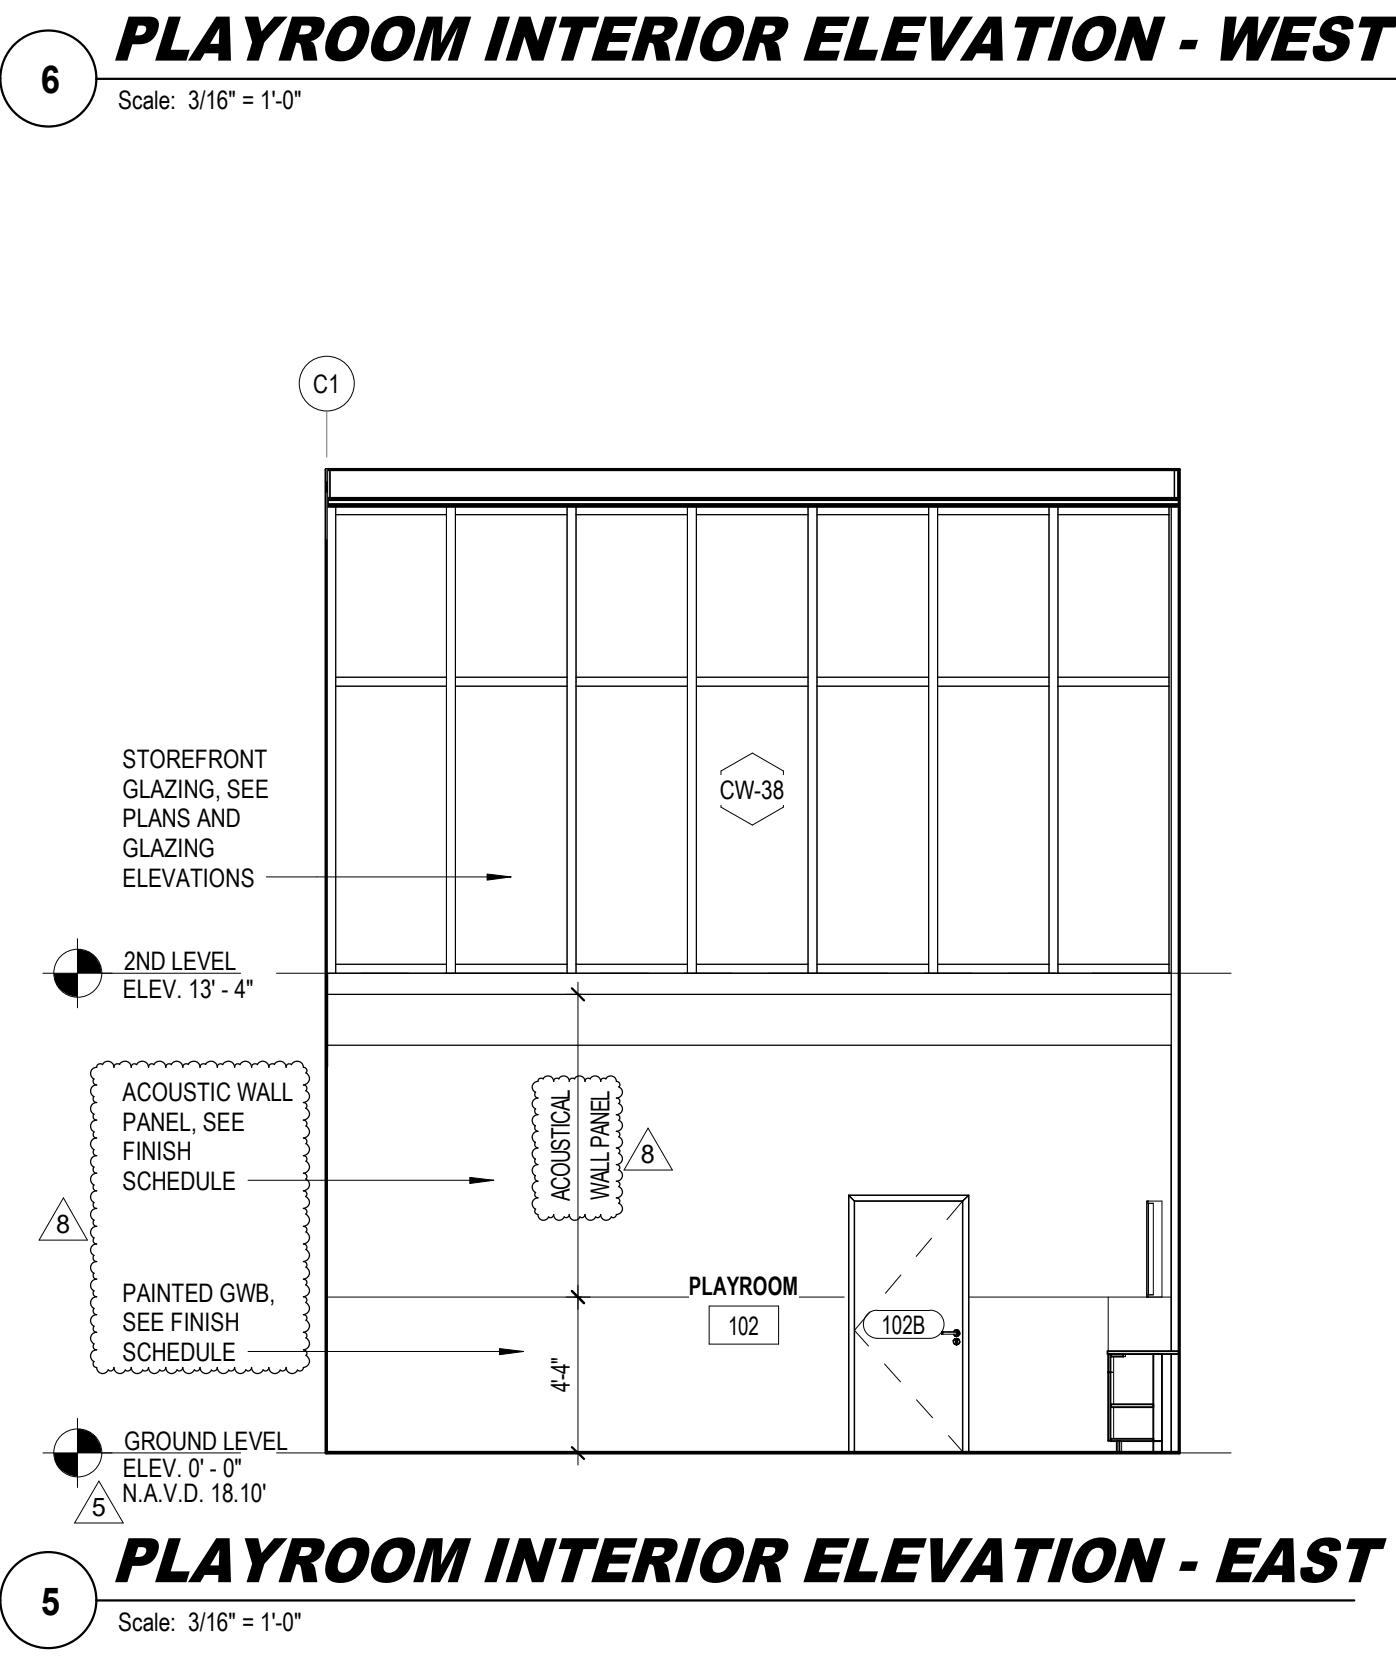 PLAYROOM INTERIOR ELEVATION - WEST
6
Scale: 3/16" = 1'-0"
C1
STOREFRONT
GLAZING, SEE
PLANS AND
GLAZING
ELEVATIONS
CW-38
2ND LEVEL
ELEV. 13' - 4"
ACOUSTIC WALL
PANEL, SEE
FINISH
SCHEDULE
8
ACOUSTICAL
WALL PANEL
8
PAINTED GWB,
SEE FINISH
SCHEDULE
PLAYROOM
102
102B
4'-4"
GROUND LEVEL
ELEV. 0' - 0"
N.A.V.D. 18.10'
5
PLAYROOM INTERIOR ELEVATION - EAST
5
Scale: 3/16" = 1'-0"